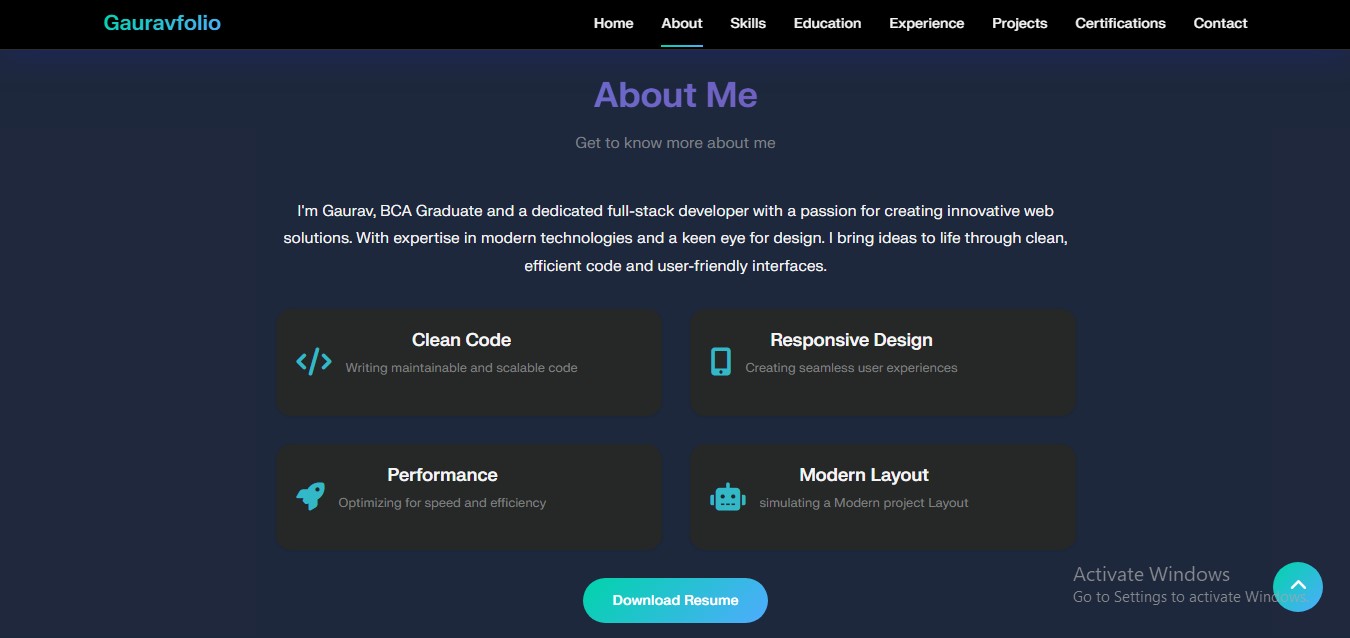 Gauravfolio
Home About Skills Education Experience Projects Certifications Contact
About Me
Get to know more about me
I'm Gaurav, BCA Graduate and a dedicated full-stack developer with a passion for creating innovative web
solutions. With expertise in modern technologies and a keen eye for design. I bring ideas to life through clean,
efficient code and user-friendly interfaces.
Clean Code
Writing maintainable and scalable code
Responsive Design
Creating seamless user experiences
Performance
Optimizing for speed and efficiency
Modern Layout
simulating a Modern project Layout
Download Resume
Activate Windows
Go to Settings to activate Windows.